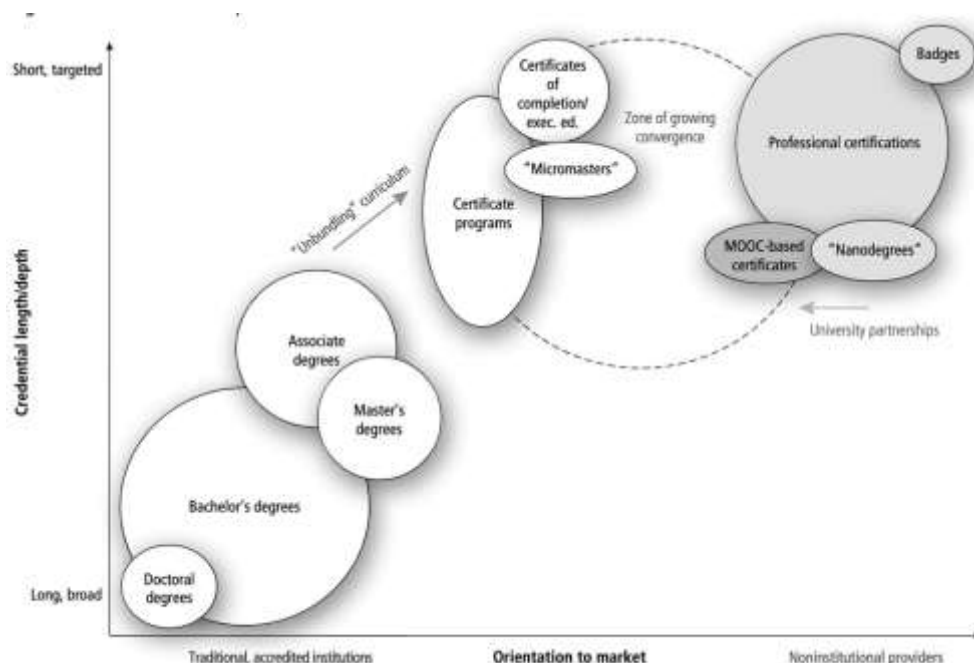 Short, targeted
Certificates
of
completion/
exec. ed.
Badges
Zone of growing
convergence
Professional certifications
"Micromasters"
"Unbundling" curriculum
Certificate
programs
MOOC-based
certificates
"Nanodegrees"
University partnerships
Credential length/depth
Associate
degrees
Master's
degrees
Bachelor's degrees
Doctoral
degrees
Long, broad
Traditional, accredited institutions
Orientation to market
Noninstitutional providers